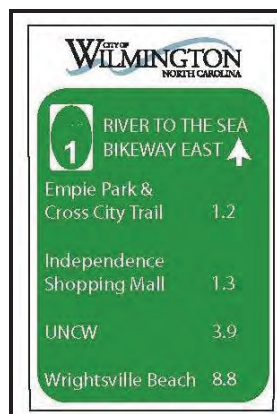 CITY OF
WILMINGTON
NORTH CAROLINA
1
RIVER TO THE SEA
BIKEWAY EAST
Empie Park &
Cross City Trail 1.2
Independence
Shopping Mall 1.3
UNCW 3.9
Wrightsville Beach 8.8